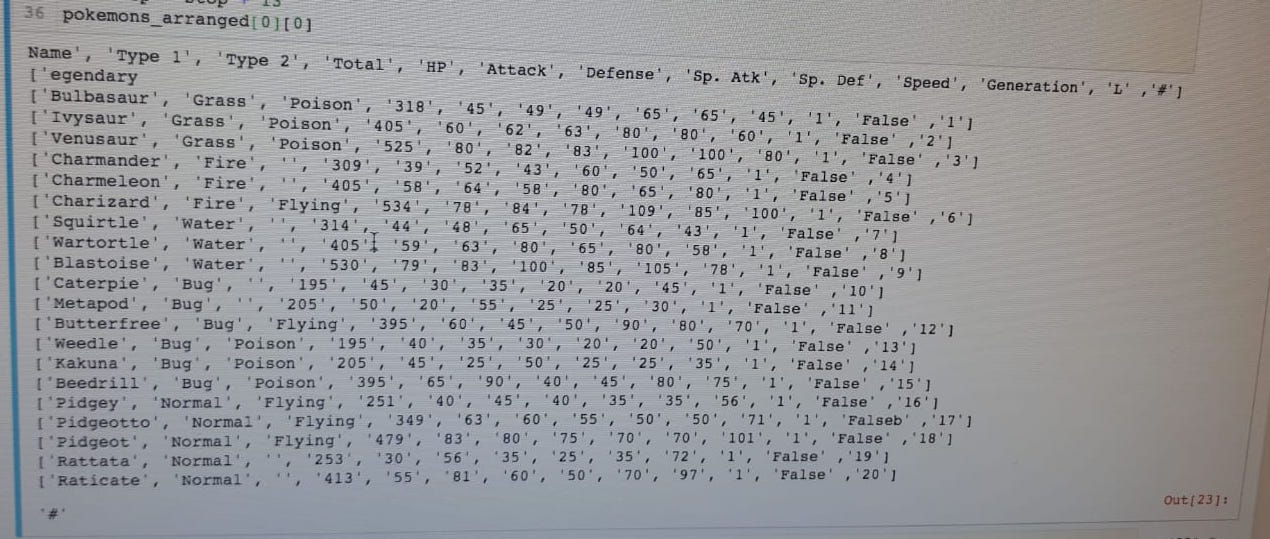 36 pokemons_arranged[0][0]
Name', 'Type 1', 'Type 2', 'Total', 'HP', 'Attack', 'Defense', 'Sp. Atk', 'Sp. Def', 'Speed', 'Generation', 'L' ,'#']
['egendary
['Bulbasaur', 'Grass', 'Poison', '318', '45', '49', '49', '65', '65', '45', '1', 'False' ,'1']
['Ivysaur', 'Grass', 'Poison', '405', '60', '62', '63', '80', '80', '60', '1', 'False' ,'2']
['Venusaur', 'Grass', 'Poison', '525', '80', '82', '83', '100', '100', '80', '1', 'False' ,'3']
['Charmander', 'Fire', '', '309', '39', '52', '43', '60', '50', '65', '1', 'False' ,'4']
['Charmeleon', 'Fire', '', '405', '58', '64', '58', '80', '65', '80', '1', 'False' ,'5']
['Charizard', 'Fire', 'Flying', '534', '78', '84', '78', '109', '85', '100', '1', 'False' ,'6']
['Squirtle', 'Water', '', '314', '44', '48', '65', '50', '64', '43', '1', 'False' ,'7']
['Wartortle', 'Water', '', '405', '59', '63', '80', '65', '80', '58', '1', 'False' ,'8']
['Blastoise', 'Water', '', '530', '79', '83', '100', '85', '105', '78', '1', 'False' ,'9']
['Caterpie', 'Bug', '', '195', '45', '30', '35', '20', '20', '45', '1', 'False' ,'10']
['Metapod', 'Bug', '', '205', '50', '20', '55', '25', '25', '30', '1', 'False' ,'11']
['Butterfree', 'Bug', 'Flying', '395', '60', '45', '50', '90', '80', '70', '1', 'False' ,'12']
['Weedle', 'Bug', 'Poison', '195', '40', '35', '30', '20', '20', '50', '1', 'False' ,'13']
['Kakuna', 'Bug', 'Poison', '205', '45', '25', '50', '25', '25', '35', '1', 'False' ,'14']
['Beedrill', 'Bug', 'Poison', '395', '65', '90', '40', '45', '80', '75', '1', 'False' ,'15']
['Pidgey', 'Normal', 'Flying', '251', '40', '45', '40', '35', '35', '56', '1', 'False' ,'16']
['Pidgeotto', 'Normal', 'Flying', '349', '63', '60', '55', '50', '50', '71', '1', 'Falseb' ,'17']
['Pidgeot', 'Normal', 'Flying', '479', '83', '80', '75', '70', '70', '101', '1', 'False' ,'18']
['Rattata', 'Normal', '', '253', '30', '56', '35', '25', '35', '72', '1', 'False' ,'19']
['Raticate', 'Normal', '', '413', '55', '81', '60', '50', '70', '97', '1', 'False' ,'20']
Out[23]:
'#'